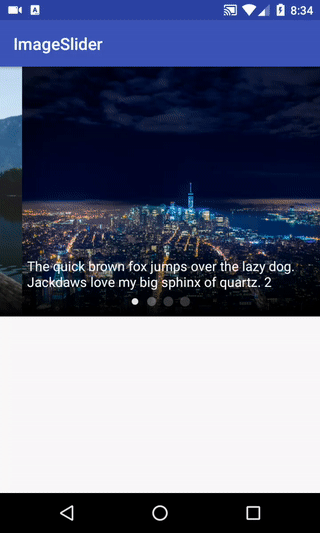 A
8:34
ImageSlider
The quick brown fox jumps over the lazy dog.
Jackdaws love my big sphinx of quartz. 2